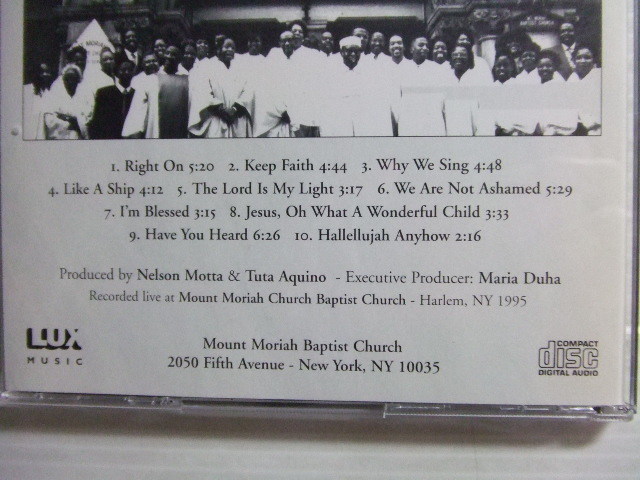 MORIAH
1. Right On 5:20 2. Keep Faith 4:44 3. Why We Sing 4:48
4. Like A Ship 4:12 5. The Lord Is My Light 3:17 6. We Are Not Ashamed 5:29
7. I'm Blessed 3:15 8. Jesus, Oh What A Wonderful Child 3:33
9. Have You Heard 6:26 10. Hallellujah Anyhow 2:16
Produced by Nelson Motta & Tuta Aquino - Executive Producer: Maria Duha
Recorded live at Mount Moriah Church Baptist Church - Harlem, NY 1995
LUX
MUSIC
Mount Moriah Baptist Church
2050 Fifth Avenue - New York, NY 10035
COMPACT
disc
DIGITAL AUDIO